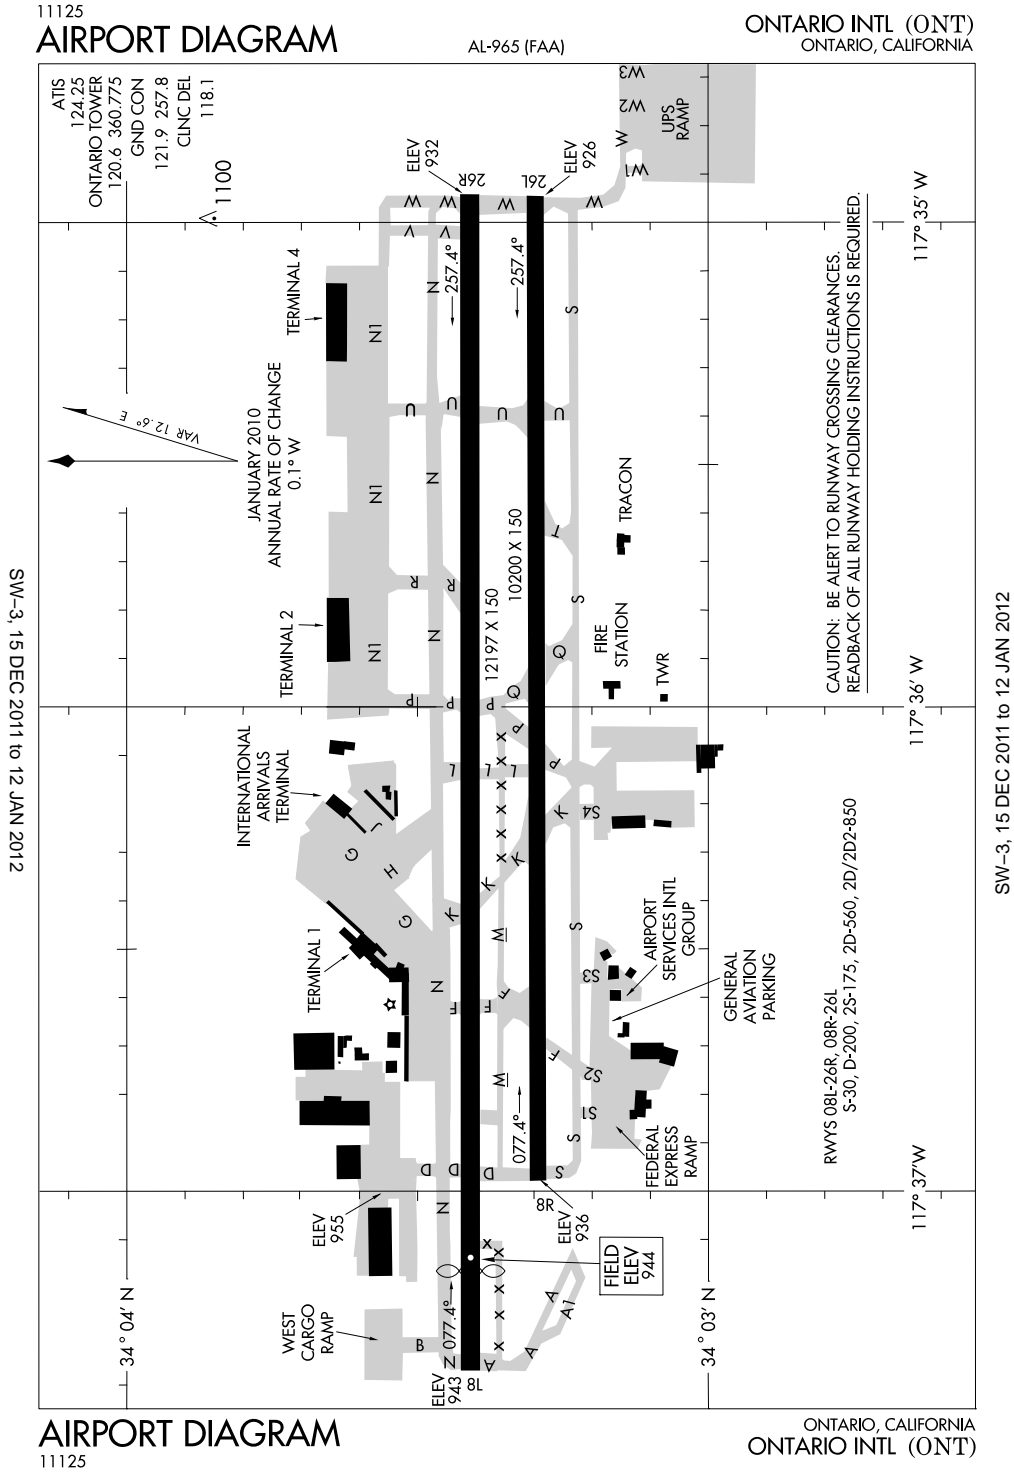 11125
AIRPORT DIAGRAM
AL-965 (FAA)
ONTARIO INTL (ONT)
ONTARIO, CALIFORNIA
ATIS
124.25
ONTARIO TOWER
120.6 360.775
GND CON
121.9 257.8
CLNC DEL
118.1
1100
W3
W2
W
W1
UPS
RAMP
ELEV
932
26R
26L
ELEV
926
W
W
W
W
V
V
117° 35' W
257.4°
257.4°
TERMINAL 4
N
N1
S
VAR 12.6° E
JANUARY 2010
ANNUAL RATE OF CHANGE
0.1° W
U
U
U
U
N1
N
T
TRACON
12197 X 150
10200 X 150
R
R
S
TERMINAL 2
N1
N
Q
Q
FIRE
STATION
TWR
CAUTION: BE ALERT TO RUNWAY CROSSING CLEARANCES.
READBACK OF ALL RUNWAY HOLDING INSTRUCTIONS IS REQUIRED.
P
P
P
P
P
117° 36' W
INTERNATIONAL
ARRIVALS
TERMINAL
L
L
L
X
X
X
X
X
X
J
G
H
G
K
K
K
K
S4
TERMINAL 1
W
S
N
S3
AIRPORT
SERVICES INTL
GROUP
GENERAL
AVIATION
PARKING
F
F
F
F
S2
W
S1
S
077.4°
FEDERAL
EXPRESS
RAMP
RWYS 08L-26R, 08R-26L
S-30, D-200, 2S-175, 2D-560, 2D/2D2-850
D
D
D
S
8R
ELEV
936
ELEV
955
N
117° 37'W
X
X
X
X
X
FIELD
ELEV
944
WEST
CARGO
RAMP
B
077.4°
N
A
A
A
A1
ELEV
943
8L
34° 04' N
34° 03' N
SW–3, 15 DEC 2011 to 12 JAN 2012
SW–3, 15 DEC 2011 to 12 JAN 2012
AIRPORT DIAGRAM
11125
ONTARIO, CALIFORNIA
ONTARIO INTL (ONT)